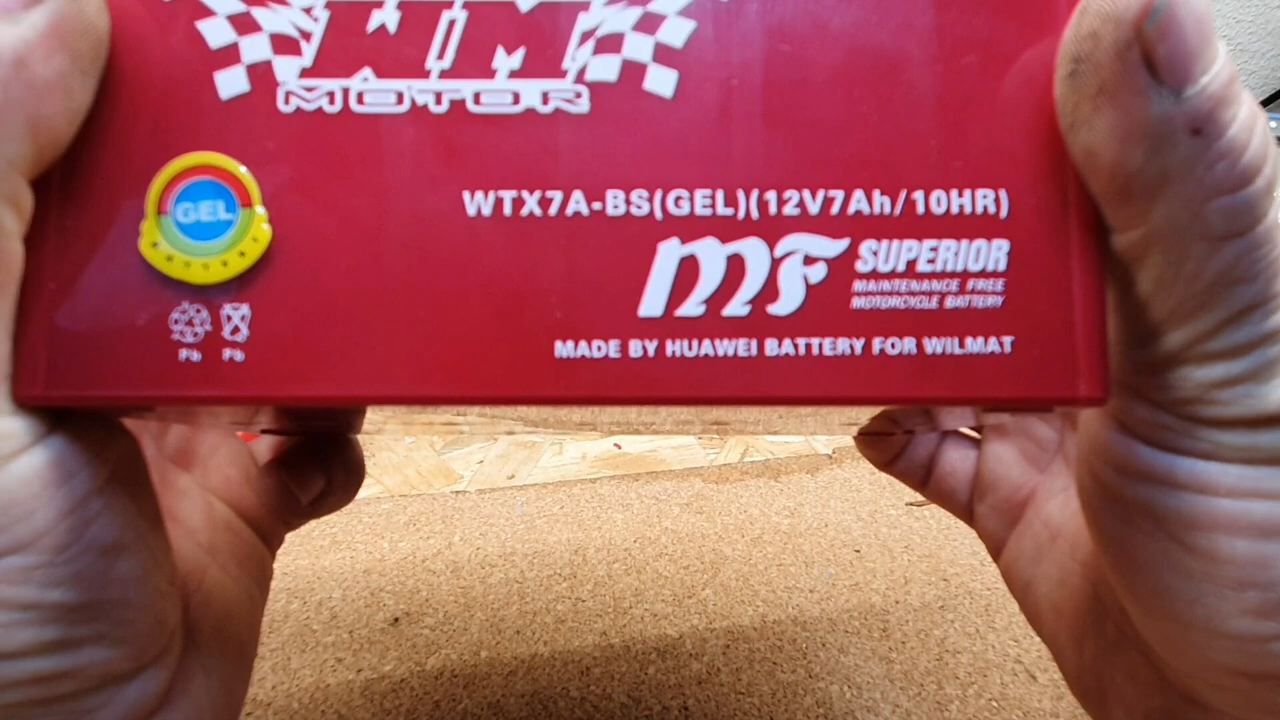 MOTOR
GEL
BATTERY
WTX7A-BS(GEL)(12V7Ah/10HR)
MF SUPERIOR
MAINTENANCE FREE
MOTORCYCLE BATTERY
Pb Pb
MADE BY HUAWEI BATTERY FOR WILMAT